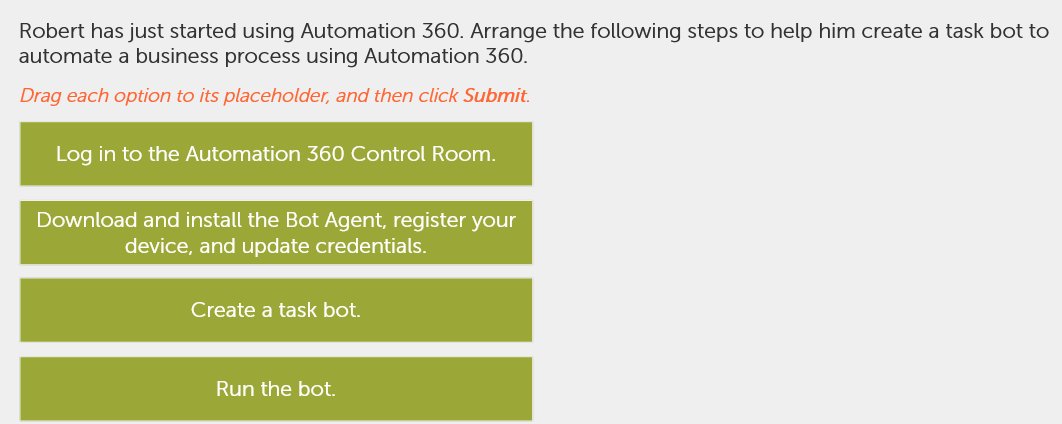 Robert has just started using Automation 360. Arrange the following steps to help him create a task bot to
automate a business process using Automation 360.
Drag each option to its placeholder, and then click Submit.
Log in to the Automation 360 Control Room.
Download and install the Bot Agent, register your
device, and update credentials.
Create a task bot.
Run the bot.